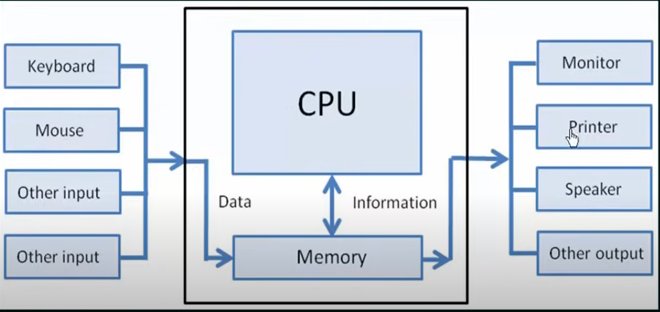 Keyboard
Mouse
Other input
Other input
CPU
Data
Information
Memory
Monitor
Printer
Speaker
Other output